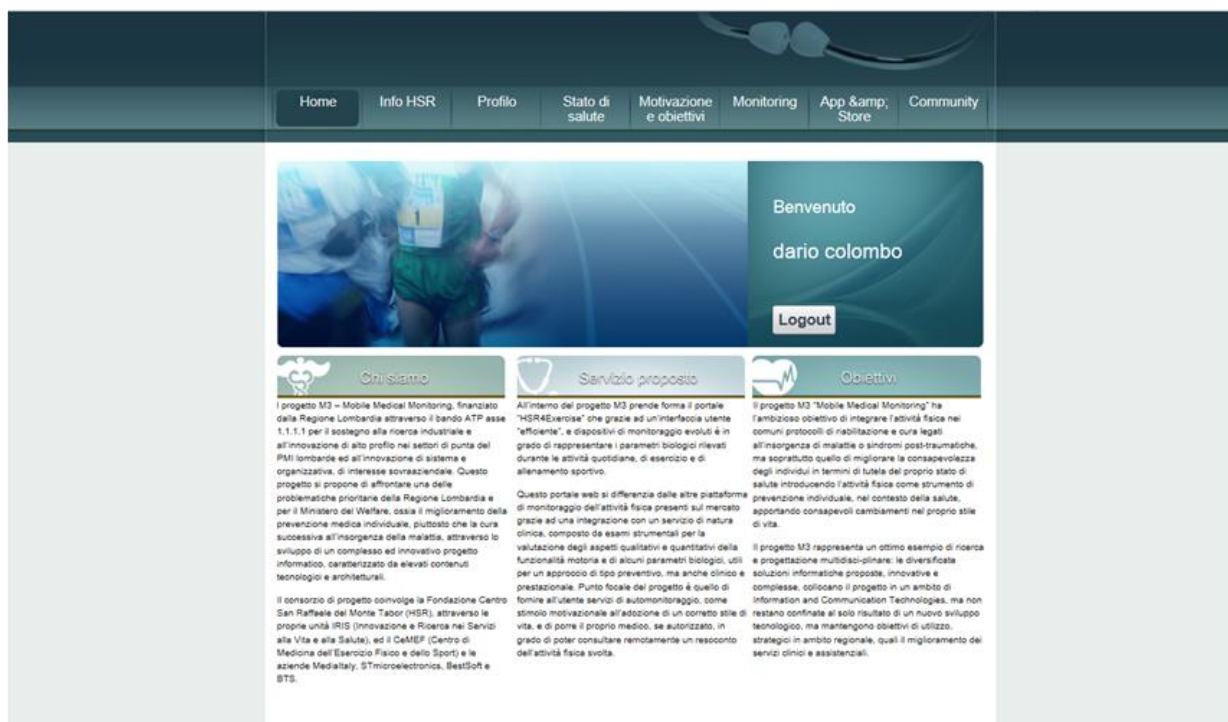 Home
Info HSR
Profilo
Stato di
salute
Motivazione
e obiettivi
Monitoring
App &amp;
Store
Community
1
Benvenuto
dario colombo
Logout
Chi siamo
I progetto M3 – Mobile Medical Monitoring, finanziato
dalla Regione Lombardia attraverso il bando ATP asse
1.1.1.1 per il sostegno alla ricerca industriale e
all'innovazione di alto profilo nei settori di punta del
PMI lombarde ed all'innovazione di sistema e
organizzativa, di interesse sovraaziendale. Questo
progetto si propone di affrontare una delle
problematiche prioritarie della Regione Lombardia e
per il Ministero del Welfare, ossia il miglioramento della
prevenzione medica individuale, piuttosto che la cura
successiva all'insorgenza della malattia, attraverso lo
sviluppo di un complesso ed innovativo progetto
informatico, caratterizzato da elevati contenuti
tecnologici e architetturali.
Il consorzio di progetto coinvolge la Fondazione Centro
San Raffaele del Monte Tabor (HSR), attraverso le
proprie unità IRIS (Innovazione e Ricerca nei Servizi
alla Vita e alla Salute), ed il CeMEF (Centro di
Medicina dell'Esercizio Fisico e dello Sport) e le
aziende MediaItaly, STmicroelectronics, BestSoft e
BTS.
Servizio proposto
All'interno del progetto M3 prende forma il portale
"HSR4Exercise" che grazie ad un'interfaccia utente
"efficiente", e dispositivi di monitoraggio evoluti è in
grado di rappresentare i parametri biologici rilevati
durante le attività quotidiane, di esercizio e di
allenamento sportivo.
Questo portale web si differenzia dalle altre piattaforma
di monitoraggio dell'attività fisica presenti sul mercato
grazie ad una integrazione con un servizio di natura
clinica, composto da esami strumentali per la
valutazione degli aspetti qualitativi e quantitativi della
funzionalità motoria e di alcuni parametri biologici, utili
per un approccio di tipo preventivo, ma anche clinico e
prestazionale. Punto focale del progetto è quello di
fornire all'utente servizi di automonitoraggio, come
stimolo motivazionale all'adozione di un corretto stile di
vita, e di porre il proprio medico, se autorizzato, in
grado di poter consultare remotamente un resoconto
dell'attività fisica svolta.
Obiettivi
Il progetto M3 "Mobile Medical Monitoring" ha
l'ambizioso obiettivo di integrare l'attività fisica nei
comuni protocolli di riabilitazione e cura legati
all'insorgenza di malattie o sindromi post-traumatiche,
ma soprattutto quello di migliorare la consapevolezza
degli individui in termini di tutela del proprio stato di
salute introducendo l'attività fisica come strumento di
prevenzione individuale, nel contesto della salute,
apportando consapevoli cambiamenti nel proprio stile
di vita.
Il progetto M3 rappresenta un ottimo esempio di ricerca
e progettazione multidisci-plinare: le diversificate
soluzioni informatiche proposte, innovative e
complesse, collocano il progetto in un ambito di
Information and Communication Technologies, ma non
restano confinate al solo risultato di un nuovo sviluppo
tecnologico, ma mantengono obiettivi di utilizzo,
strategici in ambito regionale, quali il miglioramento dei
servizi clinici e assistenziali.